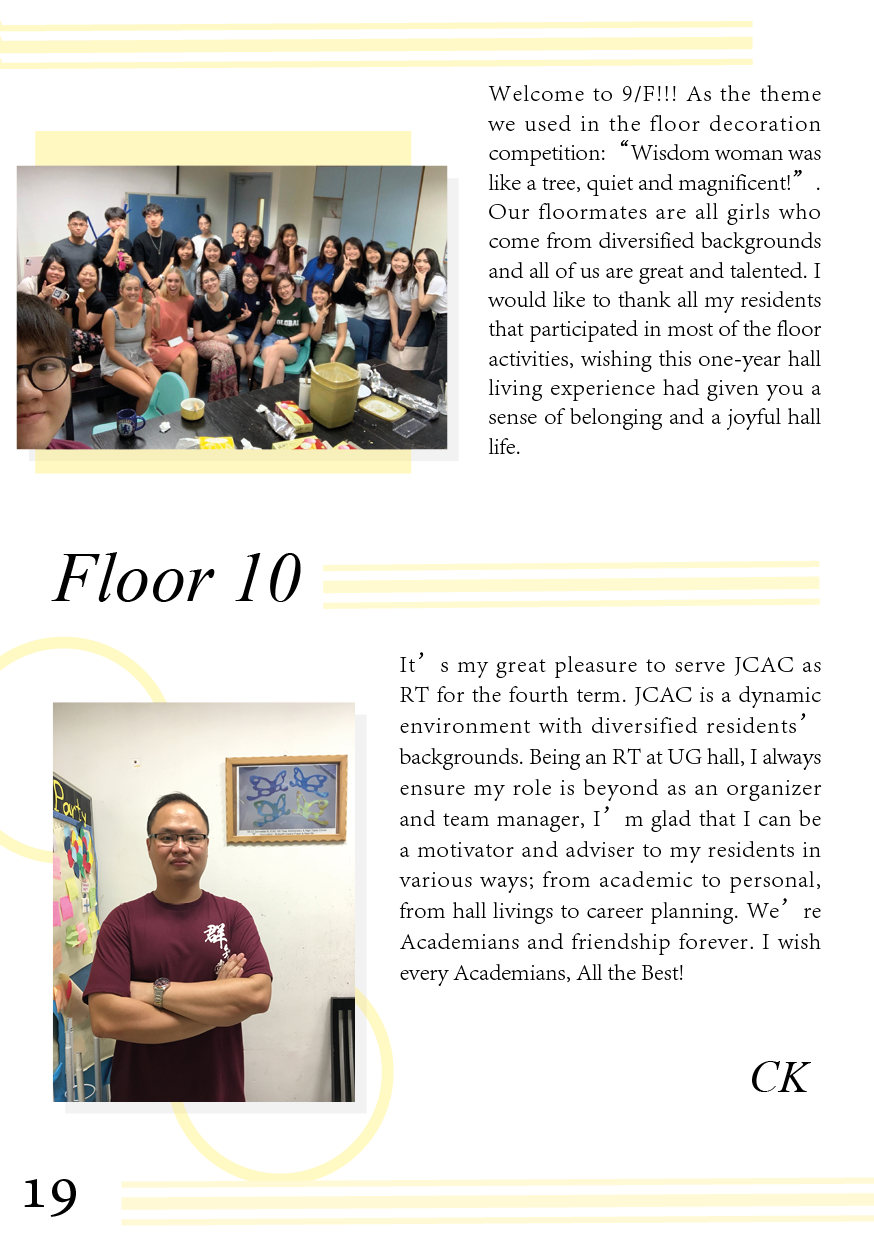 Welcome to 9/F!!! As the theme
we used in the floor decoration
competition: “Wisdom woman was
like a tree, quiet and magnificent!” .
Our floormates are all girls who
come from diversified backgrounds
and all of us are great and talented. I
would like to thank all my residents
that participated in most of the floor
activities, wishing this one-year hall
living experience had given you a
sense of belonging and a joyful hall
life.
GLOBAL
Floor 10
It’s my great pleasure to serve JCAC as
RT for the fourth term. JCAC is a dynamic
environment with diversified residents’
backgrounds. Being an RT at UG hall, I always
ensure my role is beyond as an organizer
and team manager, I’m glad that I can be
a motivator and adviser to my residents in
various ways; from academic to personal,
from hall livings to career planning. We’re
Academians and friendship forever. I wish
every Academians, All the Best!
Party
群
CK
19